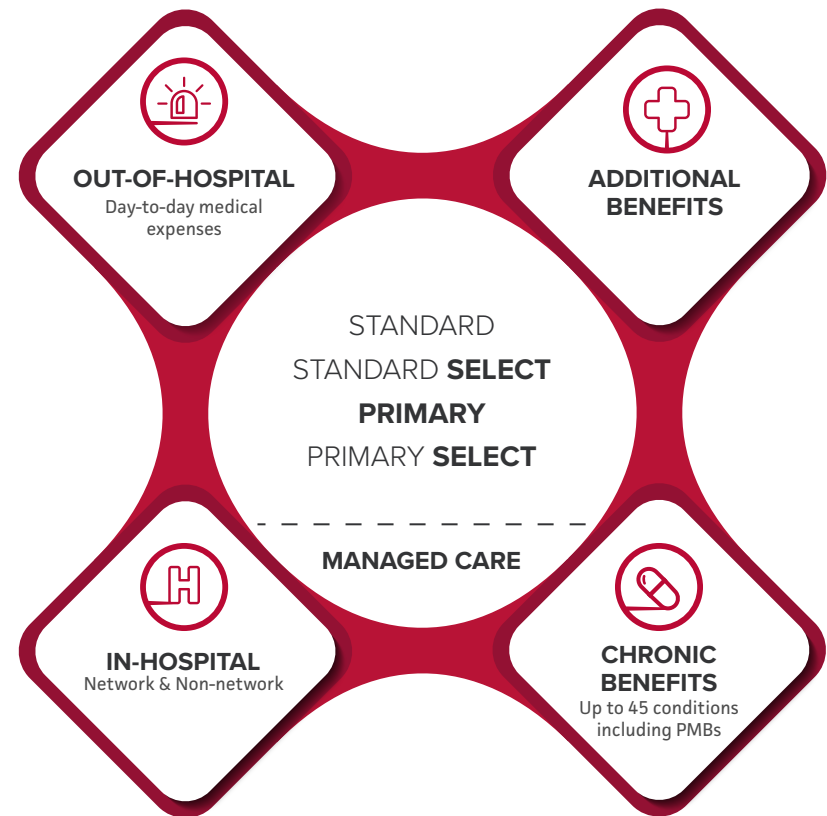 OUT-OF-HOSPITAL
Day-to-day medical
expenses
ADDITIONAL
BENEFITS
STANDARD
STANDARD SELECT
PRIMARY
PRIMARY SELECT
MANAGED CARE
IN-HOSPITAL
Network & Non-network
CHRONIC
BENEFITS
Up to 45 conditions
including PMBs